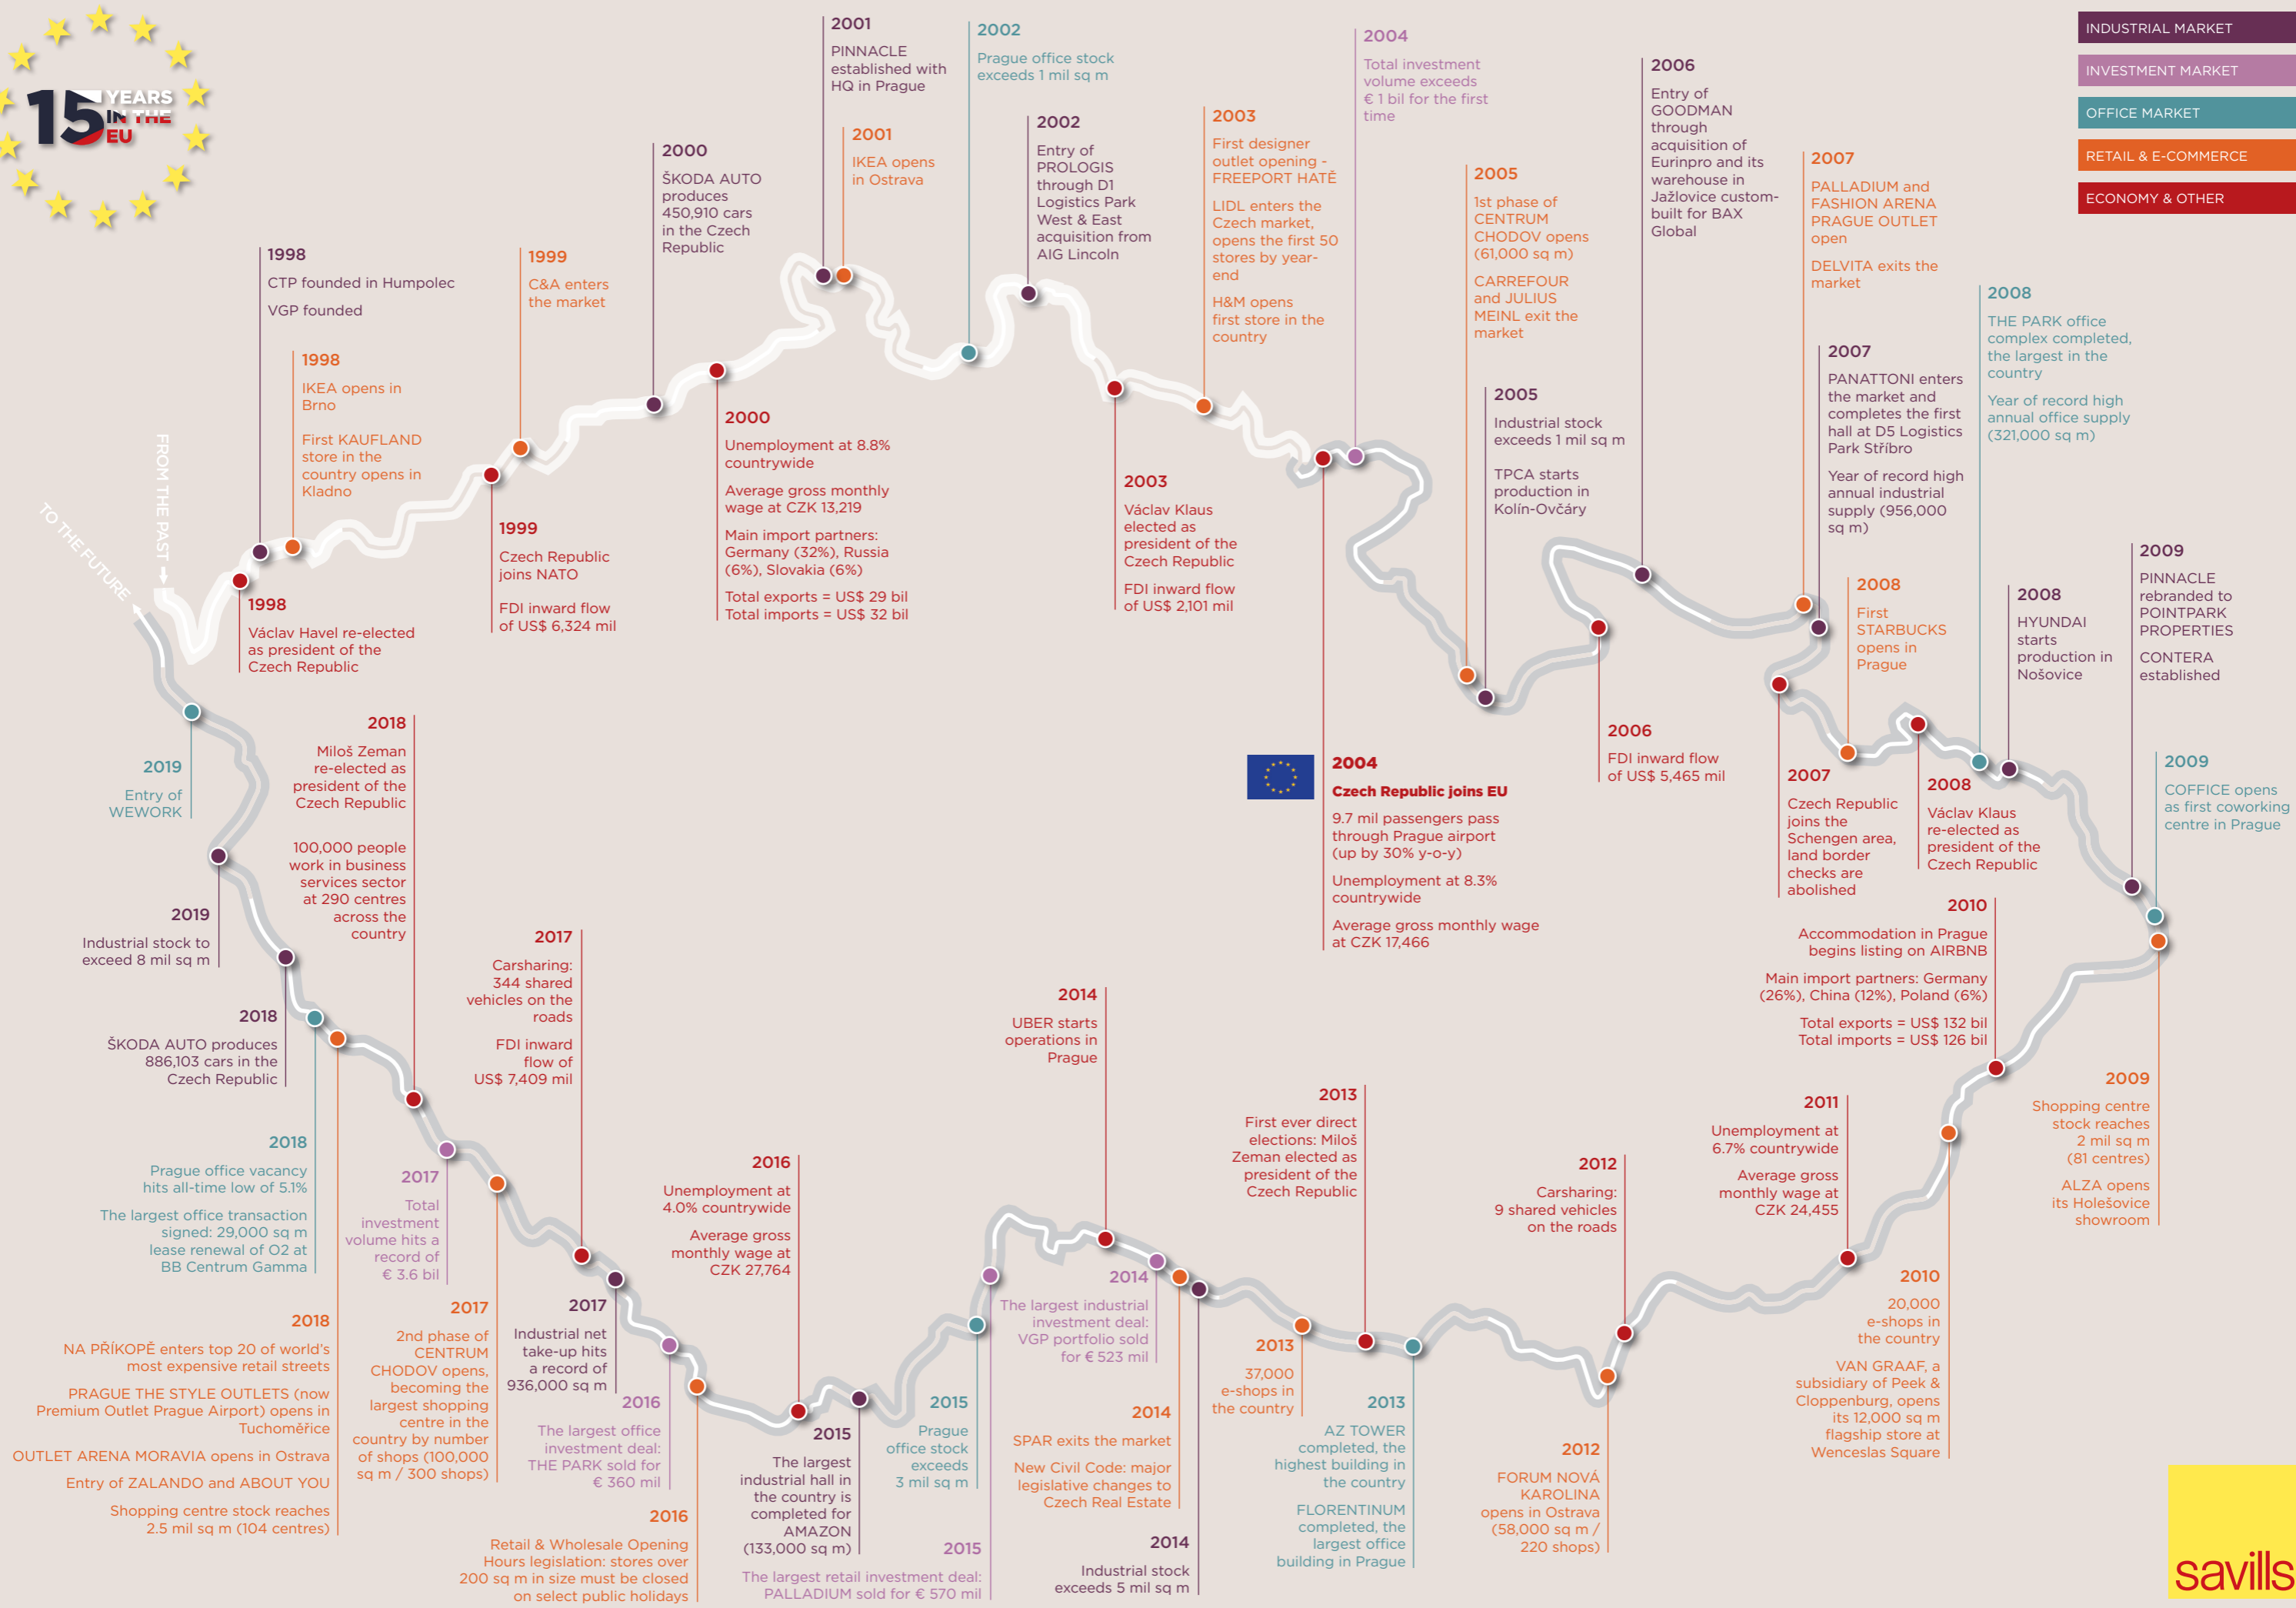 15 YEARS
IN THE
EU
INDUSTRIAL MARKET
INVESTMENT MARKET
OFFICE MARKET
RETAIL & E-COMMERCE
ECONOMY & OTHER
FROM THE PAST
TO THE FUTURE
1998
CTP founded in Humpolec
VGP founded
1998
IKEA opens in
Brno
First KAUFLAND
store in the
country opens in
Kladno
1998
Václav Havel re-elected
as president of the
Czech Republic
1999
C&A enters
the market
1999
Czech Republic
joins NATO
FDI inward flow
of US$ 6,324 mil
2000
ŠKODA AUTO
produces
450,910 cars
in the Czech
Republic
2000
Unemployment at 8.8%
countrywide
Average gross monthly
wage at CZK 13,219
Main import partners:
Germany (32%), Russia
(6%), Slovakia (6%)
Total exports = US$ 29 bil
Total imports = US$ 32 bil
2001
PINNACLE
established with
HQ in Prague
2001
IKEA opens
in Ostrava
2002
Prague office stock
exceeds 1 mil sq m
2002
Entry of
PROLOGIS
through D1
Logistics Park
West & East
acquisition from
AIG Lincoln
2003
Václav Klaus
elected as
president of the
Czech Republic
FDI inward flow
of US$ 2,101 mil
2003
First designer
outlet opening -
FREEPORT HATĚ
LIDL enters the
Czech market,
opens the first 50
stores by year-
end
H&M opens
first store in the
country
2004
Total investment
volume exceeds
€ 1 bil for the first
time
2004
Czech Republic joins EU
9.7 mil passengers pass
through Prague airport
(up by 30% y-o-y)
Unemployment at 8.3%
countrywide
Average gross monthly wage
at CZK 17,466
2005
1st phase of
CENTRUM
CHODOV opens
(61,000 sq m)
CARREFOUR
and JULIUS
MEINL exit the
market
2005
Industrial stock
exceeds 1 mil sq m
TPCA starts
production in
Kolín-Ovčáry
2006
Entry of
GOODMAN
through
acquisition of
Eurinpro and its
warehouse in
Jažlovice custom-
built for BAX
Global
2006
FDI inward flow
of US$ 5,465 mil
2007
PALLADIUM and
FASHION ARENA
PRAGUE OUTLET
open
DELVITA exits the
market
2007
PANATTONI enters
the market and
completes the first
hall at D5 Logistics
Park Stříbro
Year of record high
annual industrial
supply (956,000
sq m)
2007
Czech Republic
joins the
Schengen area,
land border
checks are
abolished
2008
First
STARBUCKS
opens in
Prague
2008
Václav Klaus
re-elected as
president of the
Czech Republic
2008
THE PARK office
complex completed,
the largest in the
country
Year of record high
annual office supply
(321,000 sq m)
2008
HYUNDAI
starts
production in
Nošovice
2009
PINNACLE
rebranded to
POINTPARK
PROPERTIES
CONTERA
established
2009
COFFICE opens
as first coworking
centre in Prague
2009
Shopping centre
stock reaches
2 mil sq m
(81 centres)
ALZA opens
its Holešovice
showroom
2010
Accommodation in Prague
begins listing on AIRBNB
Main import partners: Germany
(26%), China (12%), Poland (6%)
Total exports = US$ 132 bil
Total imports = US$ 126 bil
2010
20,000
e-shops in
the country
VAN GRAAF, a
subsidiary of Peek &
Cloppenburg, opens
its 12,000 sq m
flagship store at
Wenceslas Square
2011
Unemployment at
6.7% countrywide
Average gross
monthly wage at
CZK 24,455
2012
Carsharing:
9 shared vehicles
on the roads
2012
FORUM NOVÁ
KAROLINA
opens in Ostrava
(58,000 sq m /
220 shops)
2013
AZ TOWER
completed, the
highest building in
the country
FLORENTINUM
completed, the
largest office
building in Prague
2013
First ever direct
elections: Miloš
Zeman elected as
president of the
Czech Republic
2013
37,000
e-shops in
the country
2014
Industrial stock
exceeds 5 mil sq m
2014
SPAR exits the market
New Civil Code: major
legislative changes to
Czech Real Estate
2014
The largest industrial
investment deal:
VGP portfolio sold
for € 523 mil
2014
UBER starts
operations in
Prague
2015
The largest retail investment deal:
PALLADIUM sold for € 570 mil
2015
Prague
office stock
exceeds
3 mil sq m
2015
The largest
industrial hall in
the country is
completed for
AMAZON
(133,000 sq m)
2016
Unemployment at
4.0% countrywide
Average gross
monthly wage at
CZK 27,764
2016
Retail & Wholesale Opening
Hours legislation: stores over
200 sq m in size must be closed
on select public holidays
2016
The largest office
investment deal:
THE PARK sold for
€ 360 mil
2017
Industrial net
take-up hits
a record of
936,000 sq m
2017
Carsharing:
344 shared
vehicles on the
roads
FDI inward
flow of
US$ 7,409 mil
2017
2nd phase of
CENTRUM
CHODOV opens,
becoming the
largest shopping
centre in the
country by number
of shops (100,000
sq m / 300 shops)
2017
Total
investment
volume hits a
record of
€ 3.6 bil
2018
Miloš Zeman
re-elected as
president of the
Czech Republic
100,000 people
work in business
services sector
at 290 centres
across the
country
2018
NA PŘÍKOPĚ enters top 20 of world's
most expensive retail streets
PRAGUE THE STYLE OUTLETS (now
Premium Outlet Prague Airport) opens in
Tuchoměřice
OUTLET ARENA MORAVIA opens in Ostrava
Entry of ZALANDO and ABOUT YOU
Shopping centre stock reaches
2.5 mil sq m (104 centres)
2018
Prague office vacancy
hits all-time low of 5.1%
The largest office transaction
signed: 29,000 sq m
lease renewal of O2 at
BB Centrum Gamma
2018
ŠKODA AUTO produces
886,103 cars in the
Czech Republic
2019
Industrial stock to
exceed 8 mil sq m
2019
Entry of
WEWORK
savills